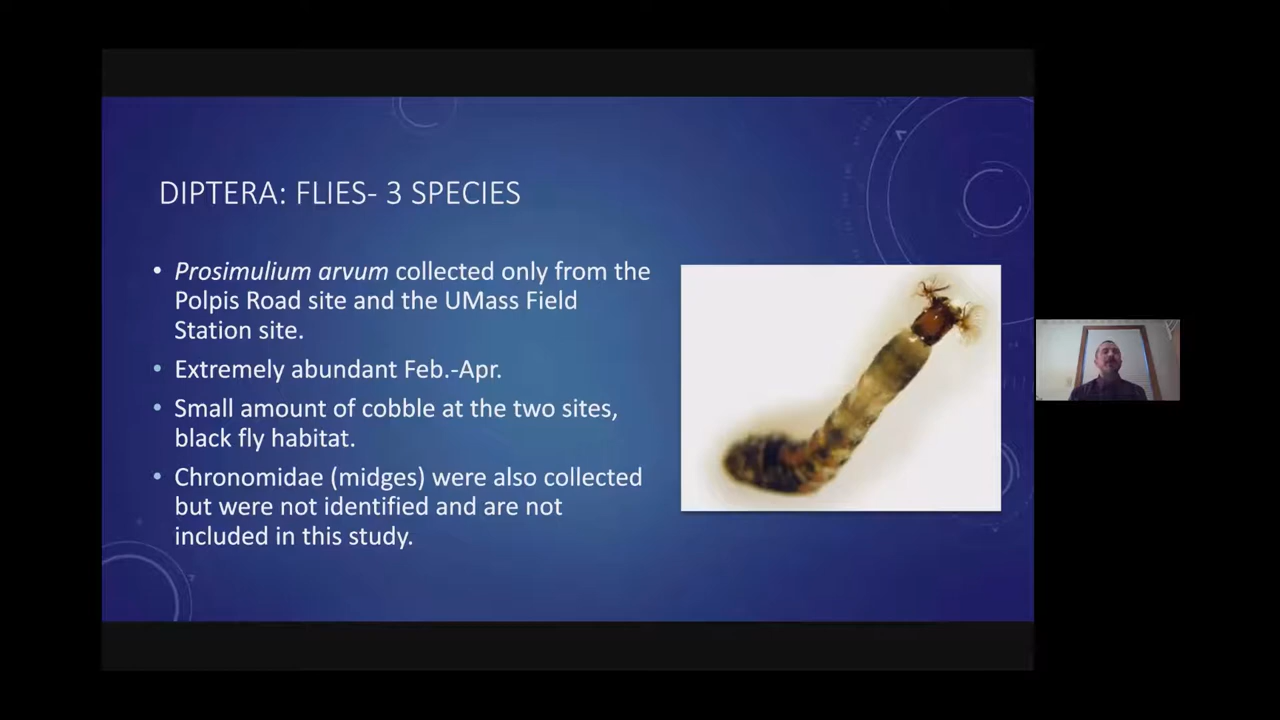 DIPTERA: FLIES- 3 SPECIES
• Prosimulium arvum collected only from the
Polpis Road site and the UMass Field
Station site.
• Extremely abundant Feb.-Apr.
• Small amount of cobble at the two sites,
black fly habitat.
• Chronomidae (midges) were also collected
but were not identified and are not
included in this study.